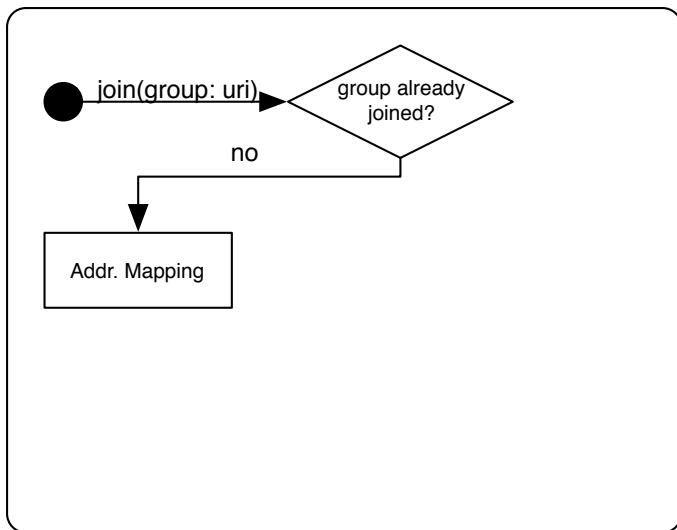 join(group: uri)
group already
joined?
no
Addr. Mapping